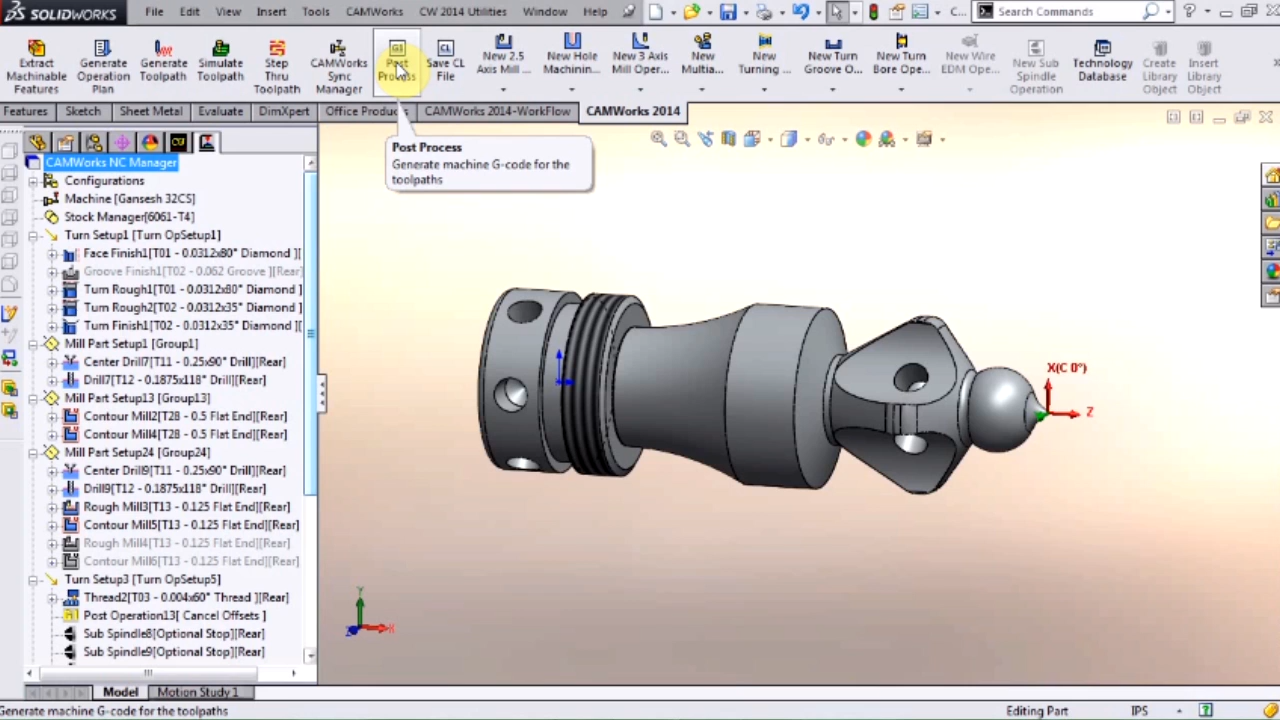 SOLIDWORKS File Edit View Insert Tools CAMWorks CW 2014 Utilities Window Help C... Search Commands
Extract Machinable Features
Generate Operation Plan
Generate Toolpath
Simulate Toolpath
Step Thru Toolpath
CAMWorks Sync Manager
Post Process
Save CL File
New 2.5 Axis Mill ...
New Hole Machinin...
New 3 Axis Mill Oper...
New Multia...
New Turning ...
New Turn Groove O...
New Turn Bore Ope...
New Wire EDM Ope...
New Sub Spindle Operation
Technology Database
Create Library Object
Insert Library Object
Features Sketch Sheet Metal Evaluate DimXpert Office Products CAMWorks 2014-WorkFlow CAMWorks 2014
Post Process
Generate machine G-code for the
toolpaths
CAMWorks NC Manager
Configurations
Machine [Gansesh 32CS]
Stock Manager[6061-T4]
Turn Setup1 [Turn OpSetup1]
Face Finish1[T01 - 0.0312x80° Diamond ][
Groove Finish1[T02 - 0.062 Groove ][Rear]
Turn Rough1[T01 - 0.0312x80° Diamond ]
Turn Rough2[T02 - 0.0312x35° Diamond ]
Turn Finish1[T02 - 0.0312x35° Diamond ][
Mill Part Setup1 [Group1]
Center Drill7[T11 - 0.25x90° Drill][Rear]
Drill7[T12 - 0.1875x118° Drill][Rear]
Mill Part Setup13 [Group13]
Contour Mill2[T28 - 0.5 Flat End][Rear]
Contour Mill4[T28 - 0.5 Flat End][Rear]
Mill Part Setup24 [Group24]
Center Drill9[T11 - 0.25x90° Drill][Rear]
Drill9[T12 - 0.1875x118° Drill][Rear]
Rough Mill3[T13 - 0.125 Flat End][Rear]
Contour Mill5[T13 - 0.125 Flat End][Rear]
Rough Mill4[T13 - 0.125 Flat End][Rear]
Contour Mill6[T13 - 0.125 Flat End][Rear]
Turn Setup3 [Turn OpSetup5]
Thread2[T03 - 0.004x60° Thread ][Rear]
Post Operation13[ Cancel Offsets ]
Sub Spindle8[Optional Stop][Rear]
Sub Spindle9[Optional Stop][Rear]
X(C 0°)
Z
Y
X
Z
Model Motion Study 1
Generate machine G-code for the toolpaths Editing Part IPS